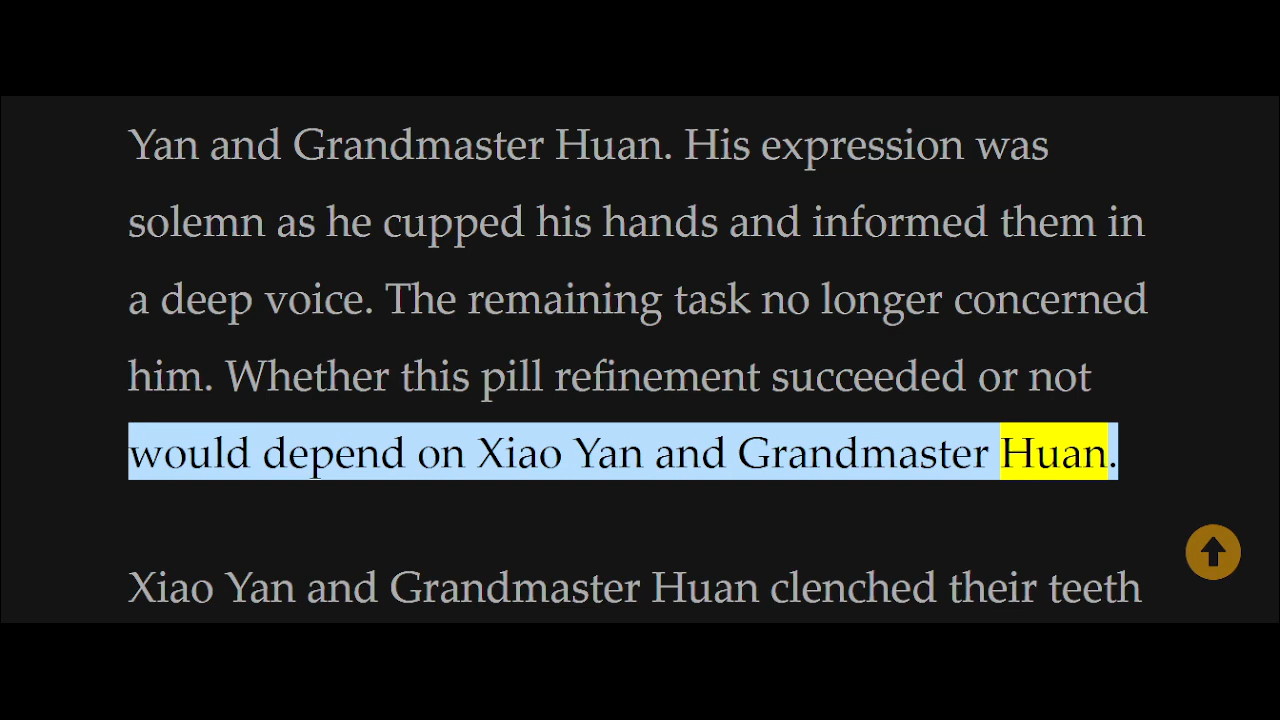 Yan and Grandmaster Huan. His expression was
solemn as he cupped his hands and informed them in
a deep voice. The remaining task no longer concerned
him. Whether this pill refinement succeeded or not
would depend on Xiao Yan and Grandmaster Huan.
Xiao Yan and Grandmaster Huan clenched their teeth